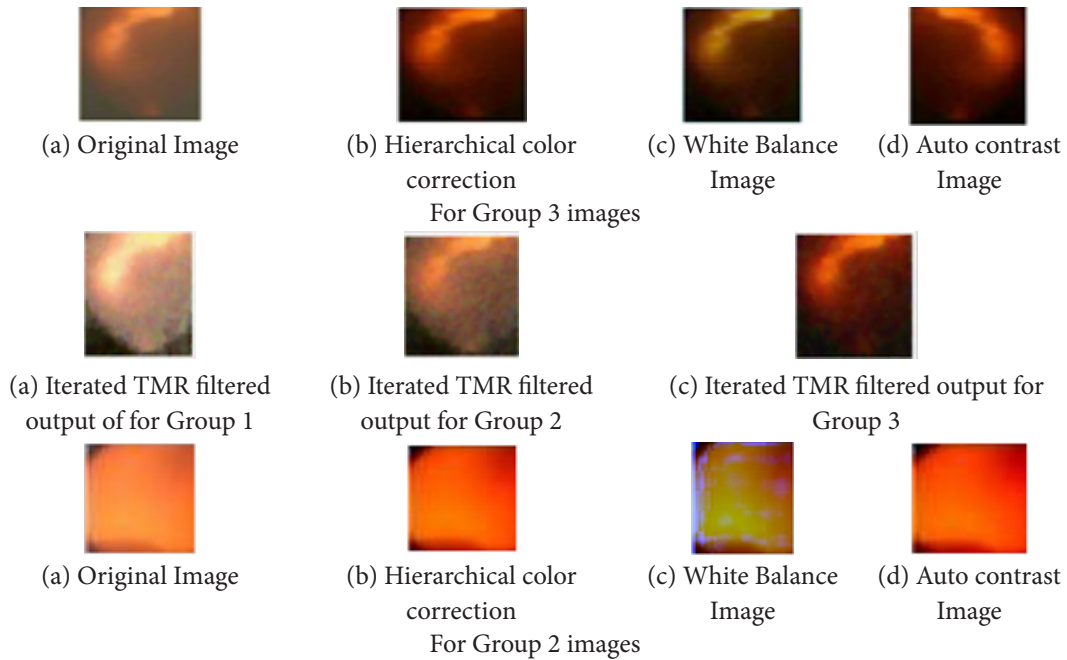 (a) Original Image
(b) Hierarchical color
correction
(c) White Balance
Image
(d) Auto contrast
Image
For Group 3 images
(a) Iterated TMR filtered
output of for Group 1
(b) Iterated TMR filtered
output for Group 2
(c) Iterated TMR filtered output for
Group 3
(a) Original Image
(b) Hierarchical color
correction
(c) White Balance
Image
(d) Auto contrast
Image
For Group 2 images